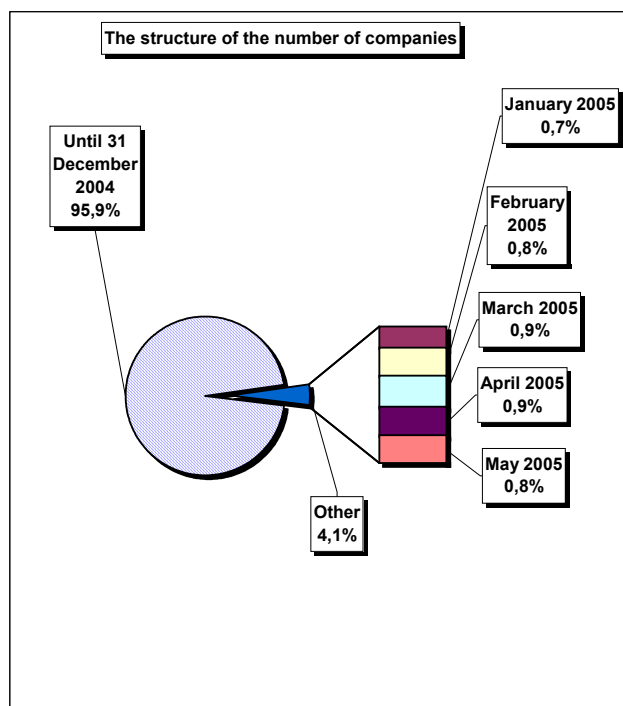 The structure of the number of companies
Until 31
December
2004
95,9%
January 2005
0,7%
February
2005
0,8%
March 2005
0,9%
April 2005
0,9%
May 2005
0,8%
Other
4,1%